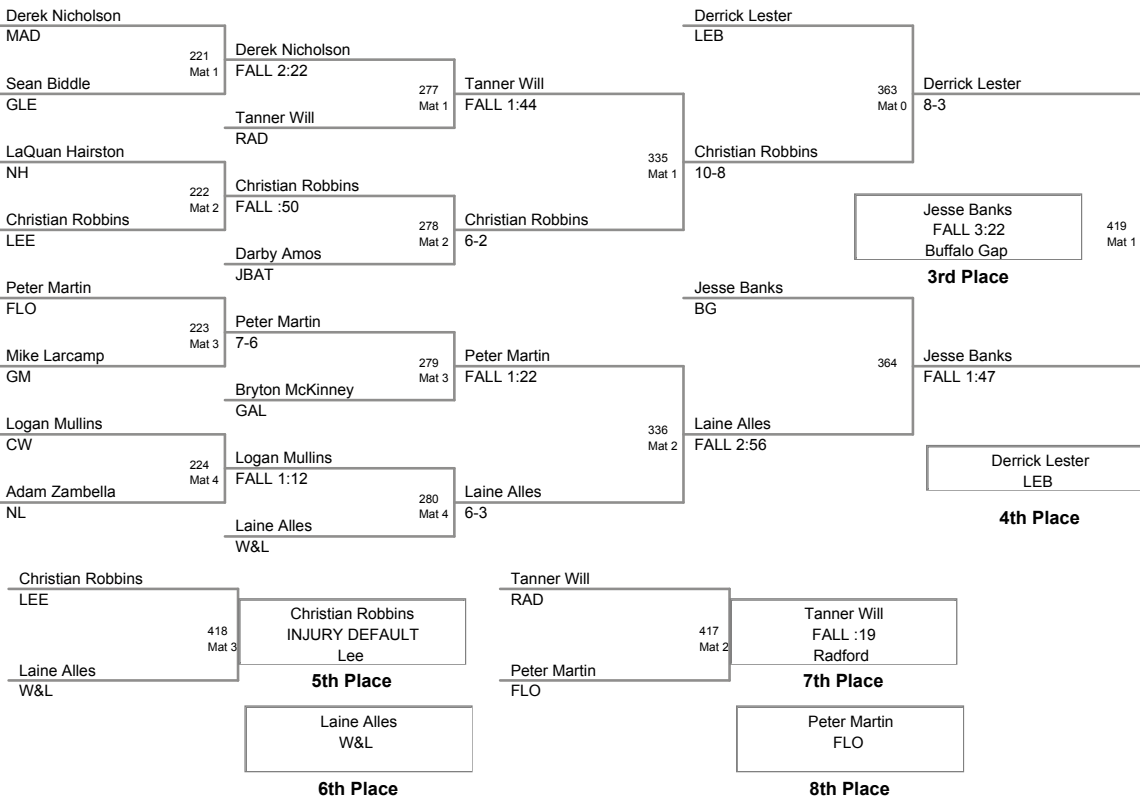 Derek Nicholson
MAD
221
Mat 1
Sean Biddle
GLE
Derek Nicholson
FALL 2:22
277
Mat 1
Tanner Will
RAD
Tanner Will
FALL 1:44
LaQuan Hairston
NH
222
Mat 2
Christian Robbins
LEE
Christian Robbins
FALL :50
278
Mat 2
Darby Amos
JBAT
Christian Robbins
6-2
335
Mat 1
Christian Robbins
10-8
Derrick Lester
LEB
363
Mat 0
Derrick Lester
8-3
Jesse Banks
FALL 3:22
Buffalo Gap
3rd Place
419
Mat 1
Peter Martin
FLO
223
Mat 3
Mike Larcamp
GM
Peter Martin
7-6
279
Mat 3
Bryton McKinney
GAL
Peter Martin
FALL 1:22
Logan Mullins
CW
224
Mat 4
Adam Zambella
NL
Logan Mullins
FALL 1:12
280
Mat 4
Laine Alles
W&L
Laine Alles
6-3
336
Mat 2
Laine Alles
FALL 2:56
Jesse Banks
BG
364
Jesse Banks
FALL 1:47
Derrick Lester
LEB
4th Place
Christian Robbins
LEE
418
Mat 3
Laine Alles
W&L
Christian Robbins
INJURY DEFAULT
Lee
5th Place
Laine Alles
W&L
6th Place
Tanner Will
RAD
417
Mat 2
Peter Martin
FLO
Tanner Will
FALL :19
Radford
7th Place
Peter Martin
FLO
8th Place